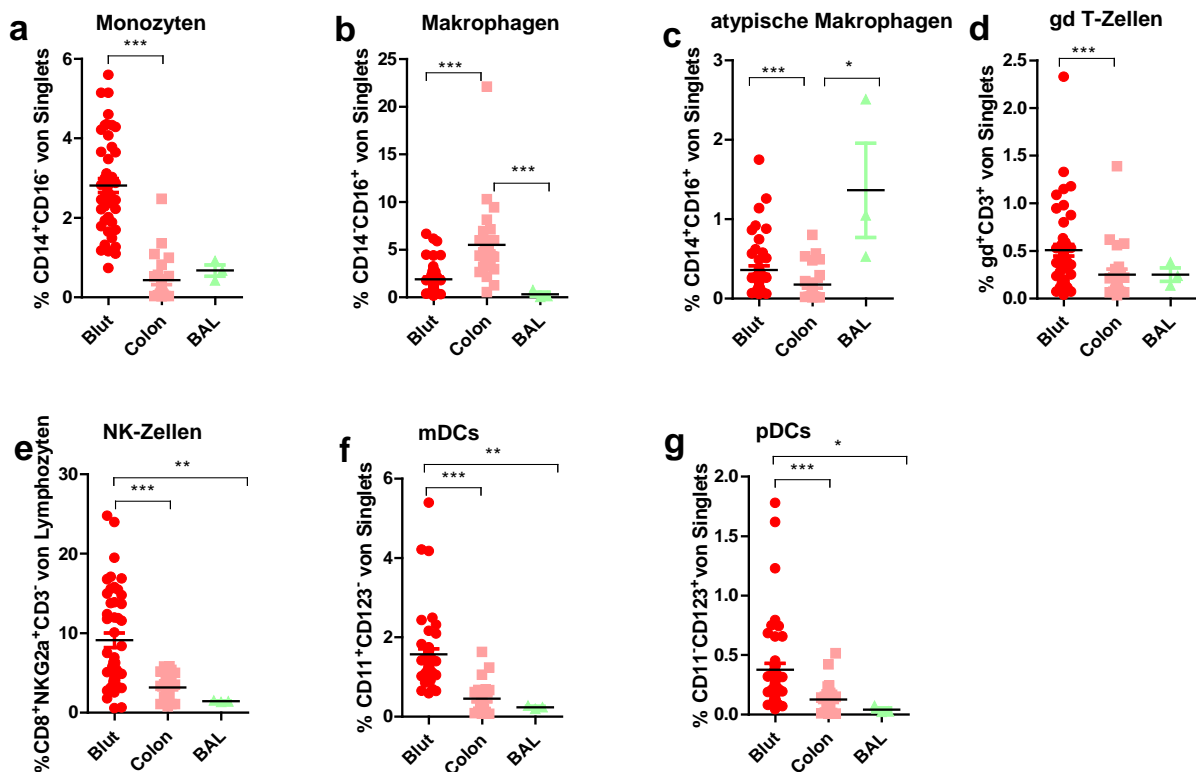 a
Monozyten
***
% CD14⁺CD16⁻ von Singlets
6
4
2
0
Blut
Colon
BAL
b
Makrophagen
***
***
% CD14⁻CD16⁺ von Singlets
25
20
15
10
5
0
Blut
Colon
BAL
c
atypische Makrophagen
***
*
% CD14⁺CD16⁺ von Singlets
3
2
1
0
Blut
Colon
BAL
d
gd T-Zellen
***
% gd⁺CD3⁺ von Singlets
2.5
2.0
1.5
1.0
0.5
0.0
Blut
Colon
BAL
e
NK-Zellen
**
***
%CD8⁺NKG2a⁺CD3⁻ von Lymphozyten
30
20
10
0
Blut
Colon
BAL
f
mDCs
**
***
% CD11⁺CD123⁻ von Singlets
6
4
2
0
Blut
Colon
BAL
g
pDCs
*
***
% CD11⁻CD123⁺von Singlets
2.0
1.5
1.0
0.5
0.0
Blut
Colon
BAL